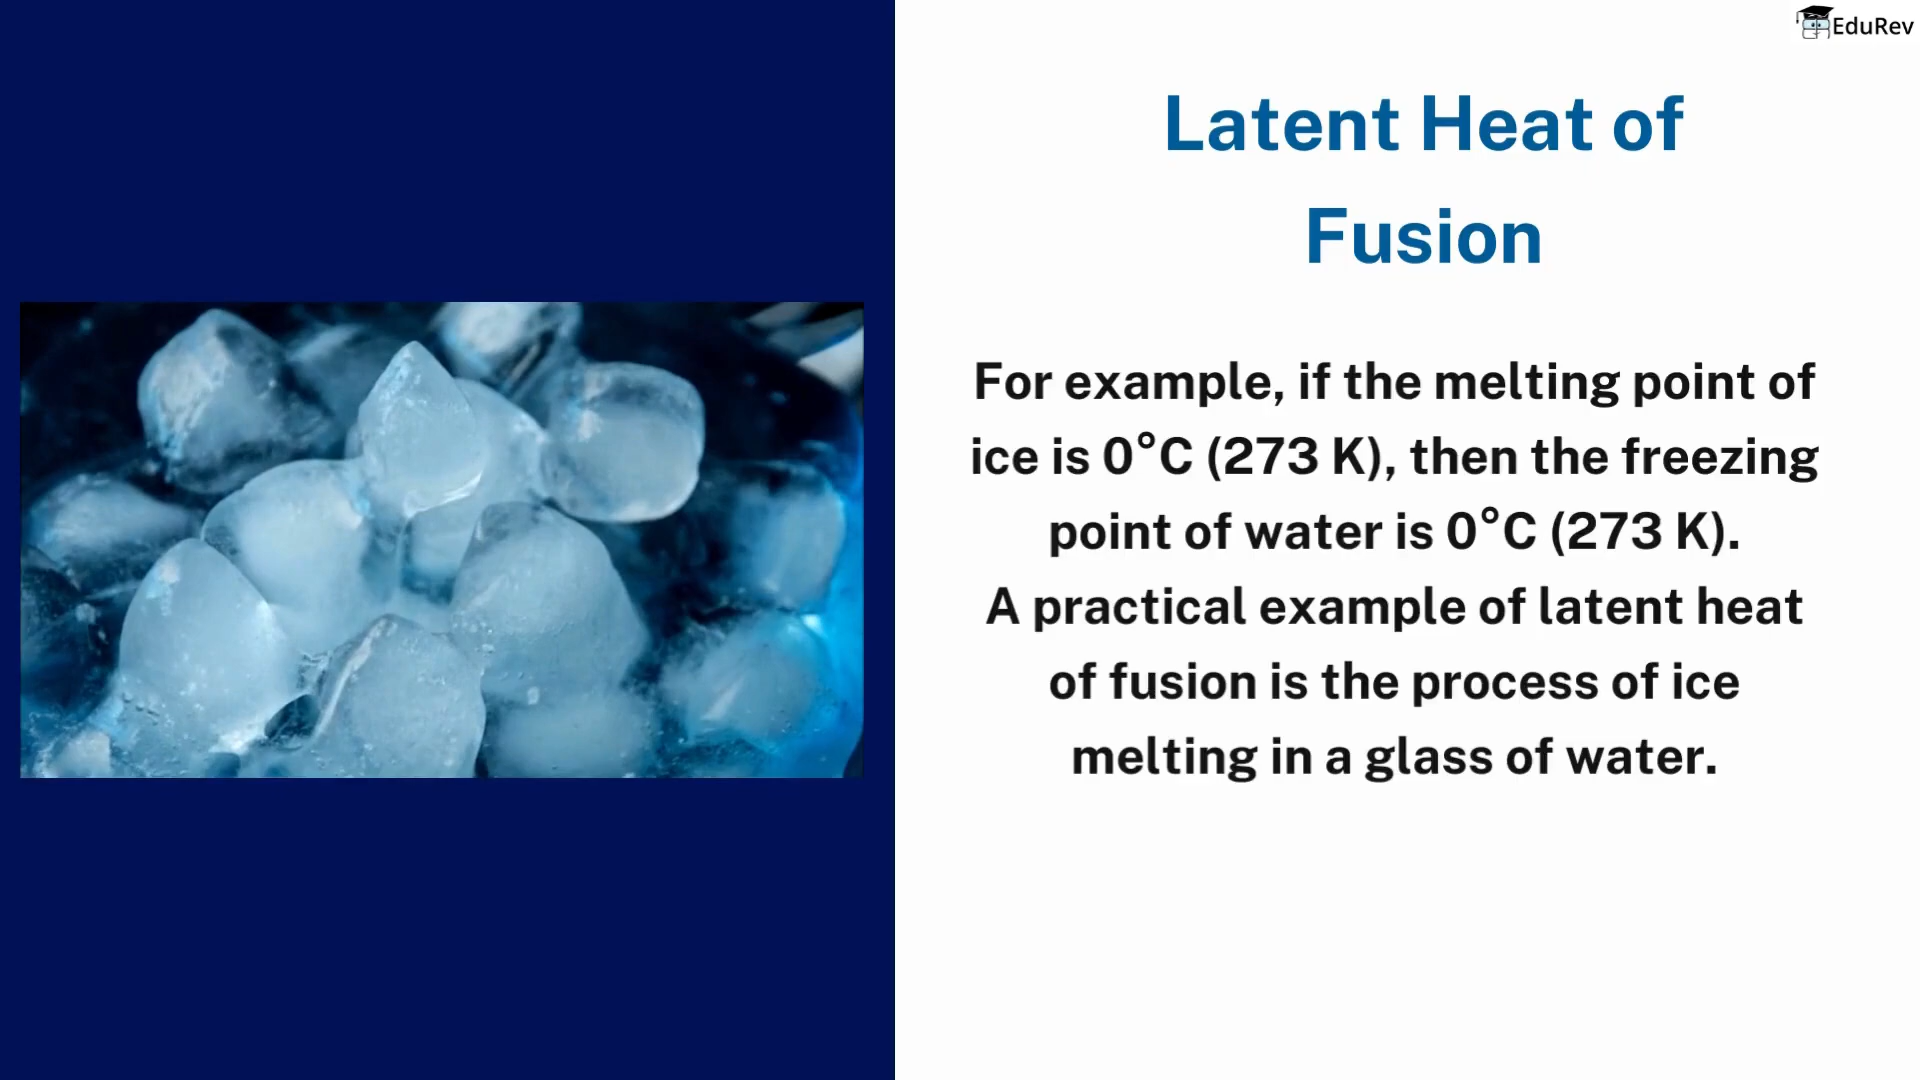 EduRev
Latent Heat of
Fusion
For example, if the melting point of
ice is 0°C (273 K), then the freezing
point of water is 0°C (273 K).
A practical example of latent heat
of fusion is the process of ice
melting in a glass of water.